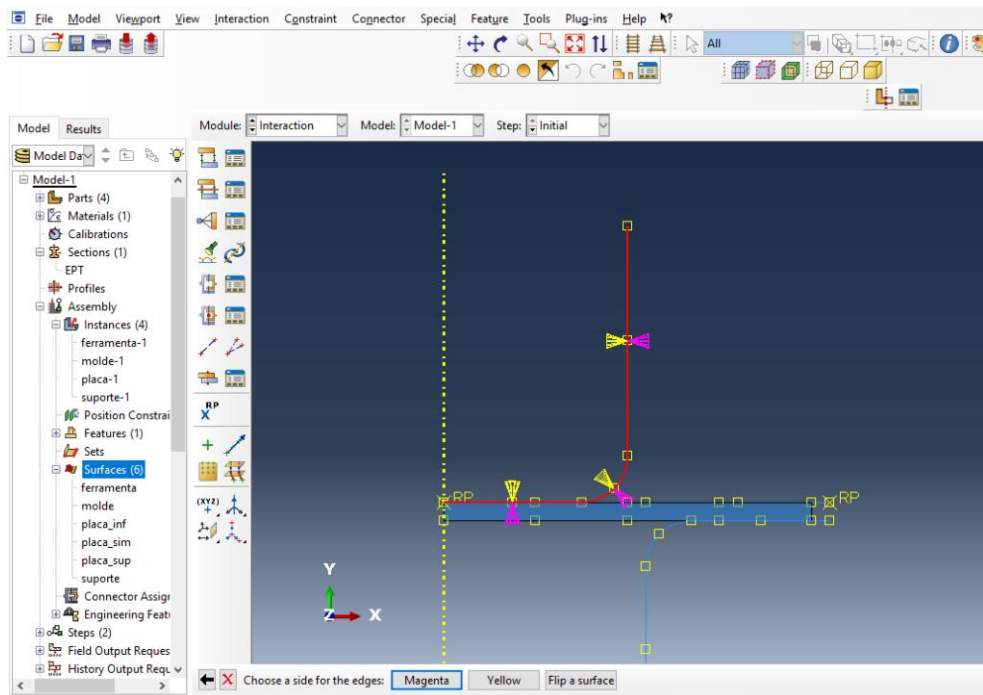 File Model Viewport View Interaction Constraint Connector Special Feature Tools Plug-ins Help
All
Model Results
Module: Interaction Model: Model-1 Step: Initial
Model Da
Model-1
Parts (4)
Materials (1)
Calibrations
Sections (1)
EPT
Profiles
Assembly
Instances (4)
ferramenta-1
molde-1
placa-1
suporte-1
Position Constrai
Features (1)
Sets
Surfaces (6)
ferramenta
molde
placa_inf
placa_sim
placa_sup
suporte
Connector Assign
Engineering Featu
Steps (2)
Field Output Reques
History Output Requ
RP
(XYZ)
RP
RP
Y
Z
X
Choose a side for the edges: Magenta Yellow Flip a surface